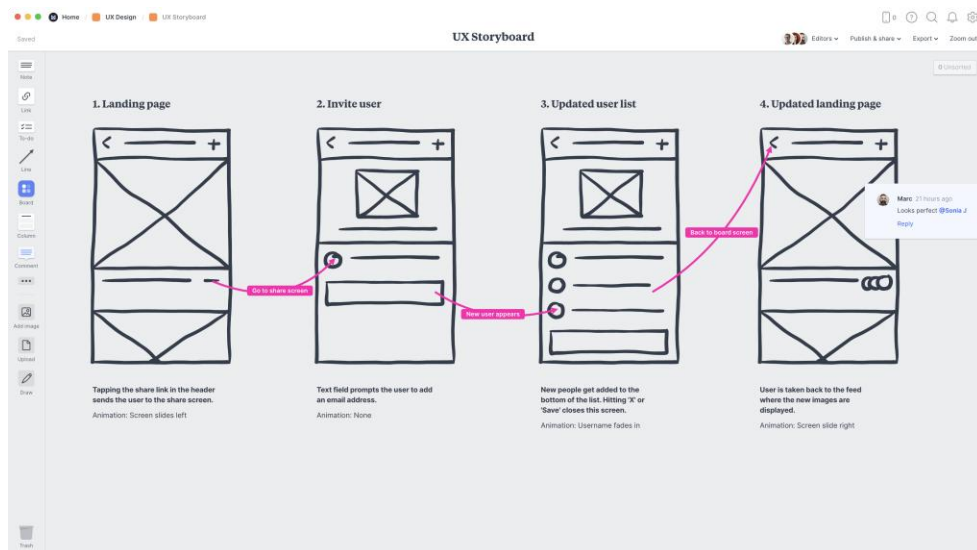 Home / UX Design / UX Storyboard
0
Saved
UX Storyboard
Editors
Publish & share
Export
Zoom out
0 Unsorted
Note
Link
To-do
Line
Board
Column
Comment
Add image
Upload
Draw
Trash
1. Landing page
Go to share screen
Tapping the share link in the header
sends the user to the share screen.
Animation: Screen slides left
2. Invite user
New user appears
Text field prompts the user to add
an email address.
Animation: None
3. Updated user list
Back to board screen
New people get added to the
bottom of the list. Hitting 'X' or
'Save' closes this screen.
Animation: Username fades in
4. Updated landing page
User is taken back to the feed
where the new images are
displayed.
Animation: Screen slide right
Marc 21 hours ago
Looks perfect @Sonia J
Reply